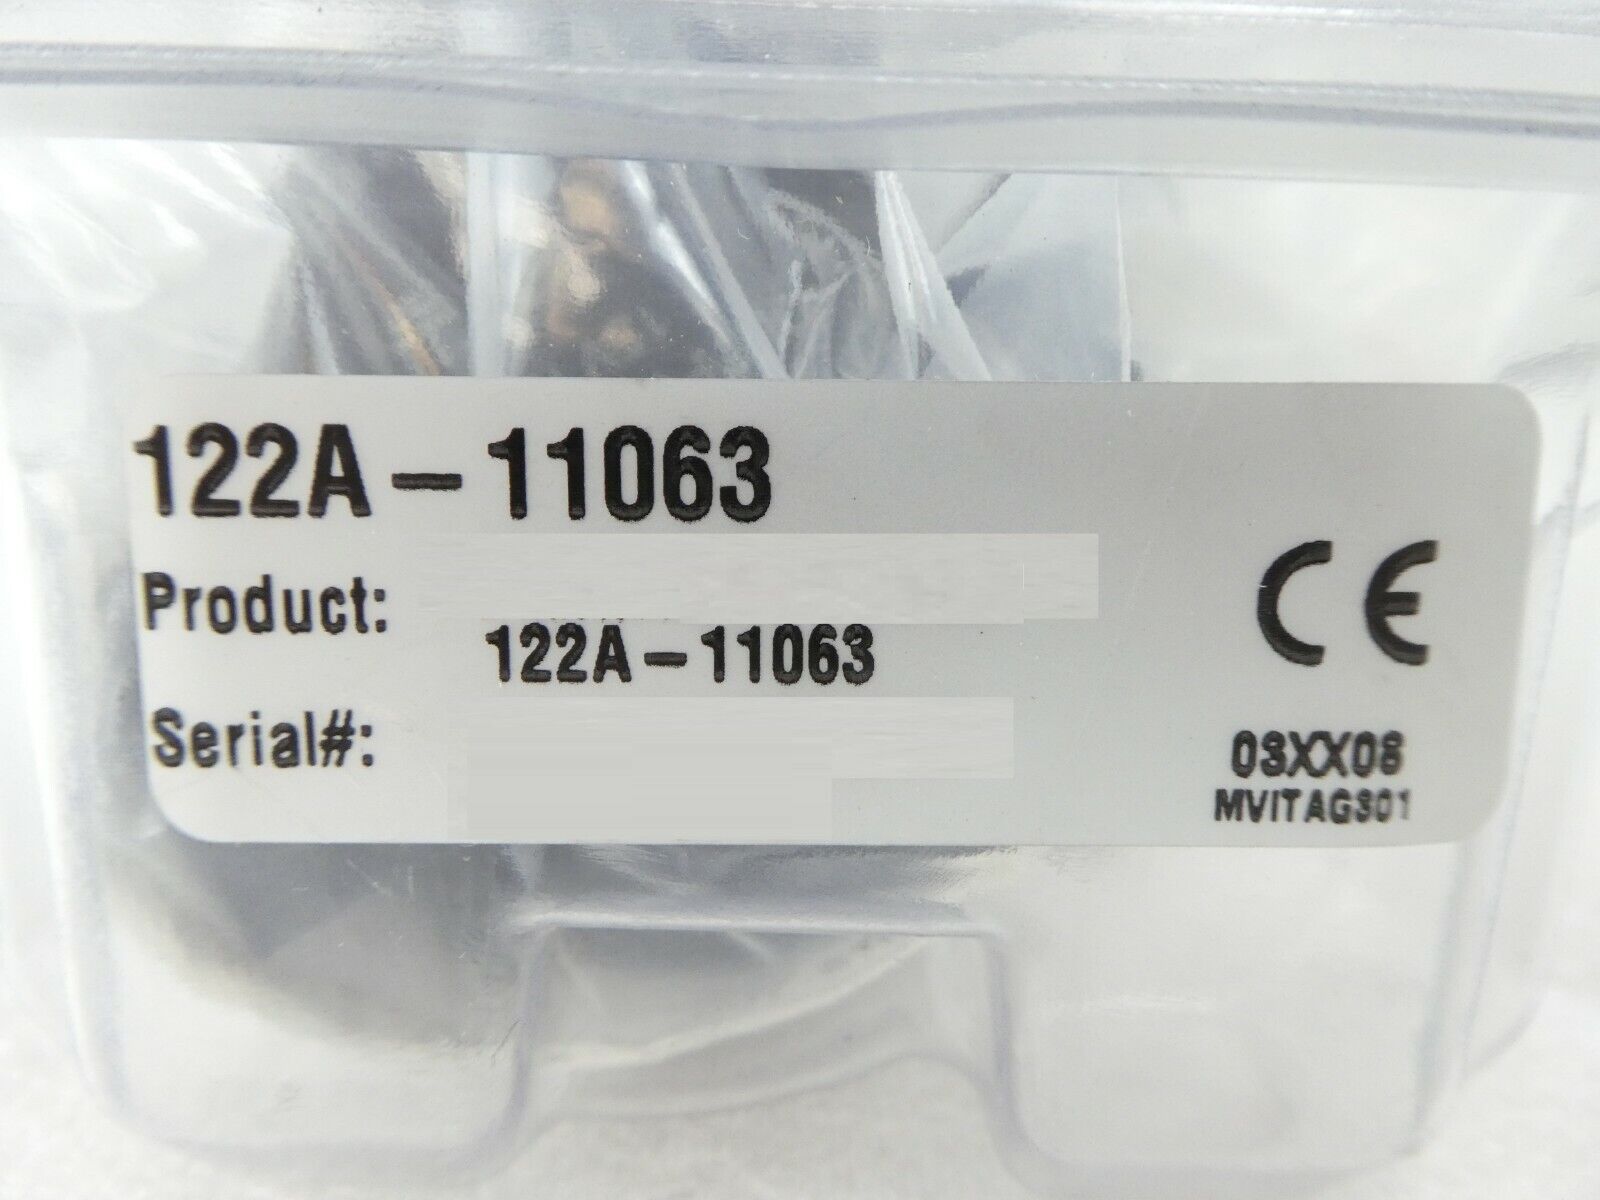 122A-11063
Product:
122A-11063
Serial#:
CE
03XX08
MVITAG301